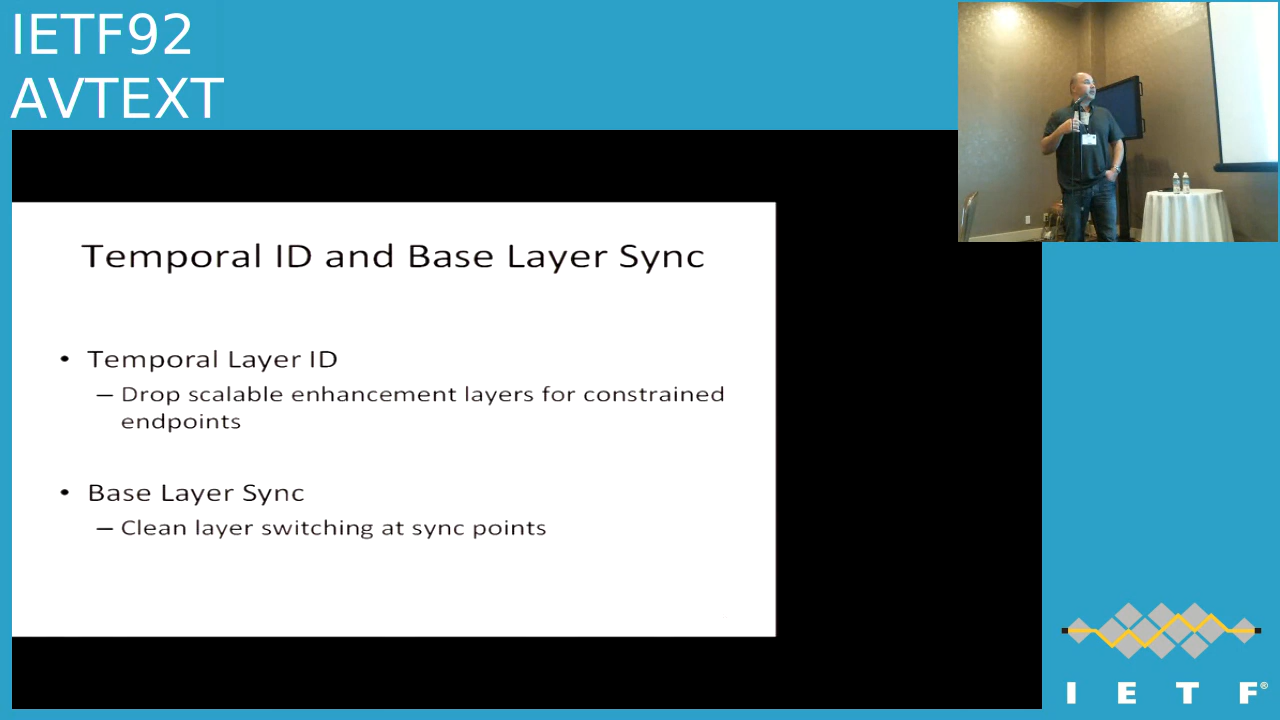 IETF92
AVTEXT
Temporal ID and Base Layer Sync
• Temporal Layer ID
– Drop scalable enhancement layers for constrained
endpoints
• Base Layer Sync
– Clean layer switching at sync points
I E T F®